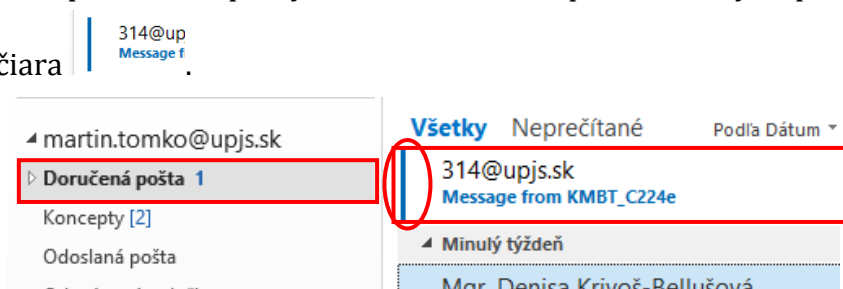 314@up
Message f
čiara .
martin.tomko@upjs.sk
Doručená pošta 1
Koncepty [2]
Odoslaná pošta
Všetky Neprečítané Podľa Dátum
314@upjs.sk
Message from KMBT_C224e
Minulý týždeň
Mgr. Denisa Krivoš-Bellušová